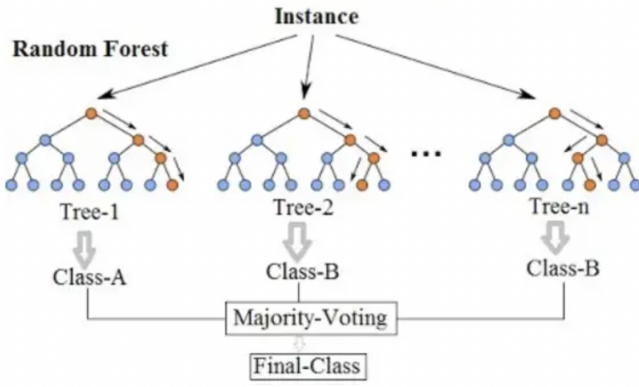 Instance
Random Forest
...
Tree-1
Tree-2
Tree-n
Class-A
Class-B
Class-B
Majority-Voting
Final-Class